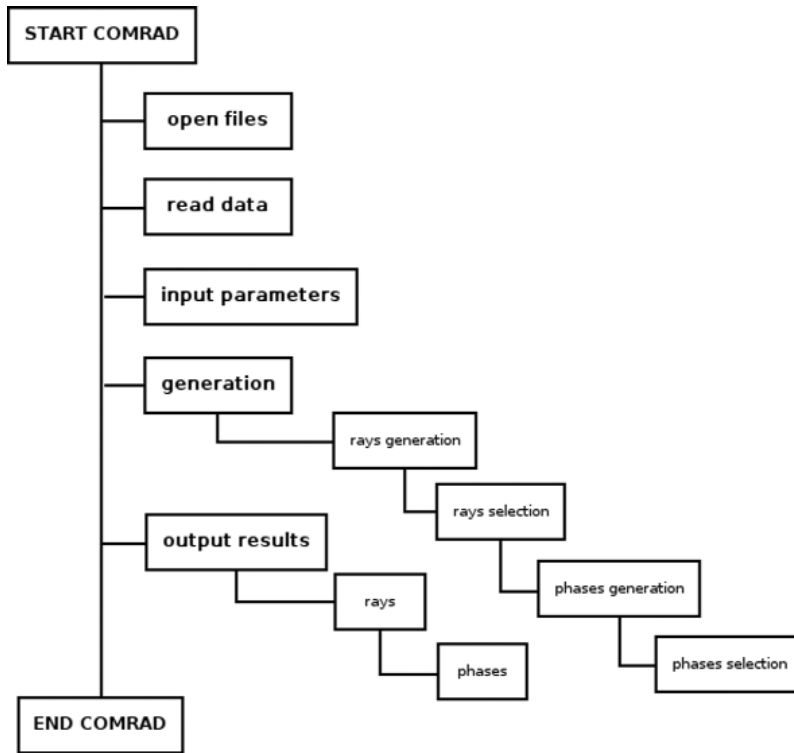 START COMRAD
open files
read data
input parameters
generation
rays generation
rays selection
output results
phases generation
rays
phases selection
phases
END COMRAD